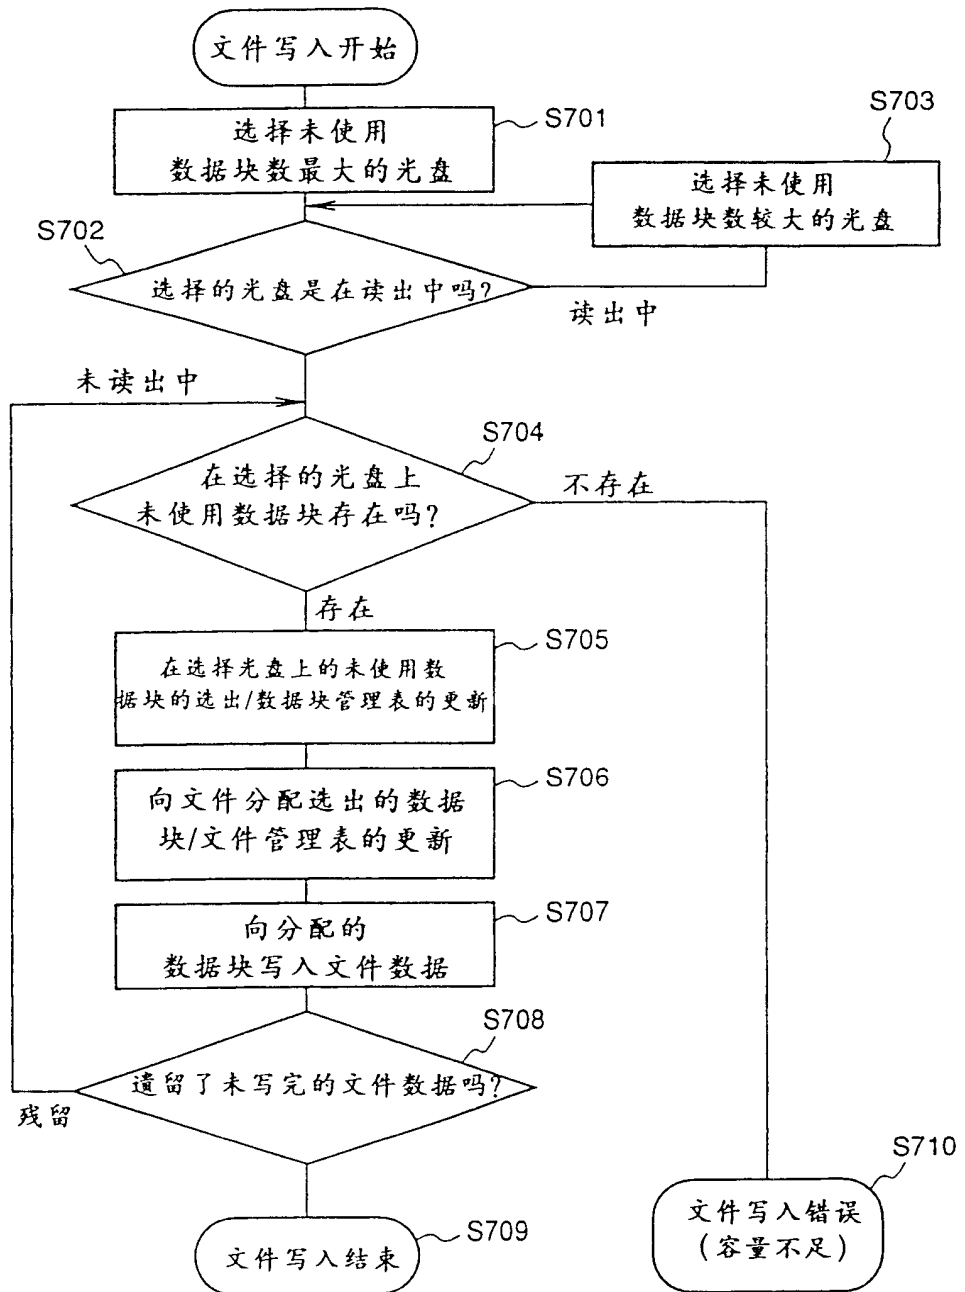 文件写入开始
S701
选择未使用
数据块数最大的光盘
S703
选择未使用
数据块数较大的光盘
S702
选择的光盘是在读出中吗?
读出中
未读出中
S704
在选择的光盘上
未使用数据块存在吗?
不存在
存在
S705
在选择光盘上的未使用数
据块的选出/数据块管理表的更新
S706
向文件分配选出的数据
块/文件管理表的更新
S707
向分配的
数据块写入文件数据
S708
遗留了未写完的文件数据吗?
残留
S709
文件写入结束
S710
文件写入错误
(容量不足)